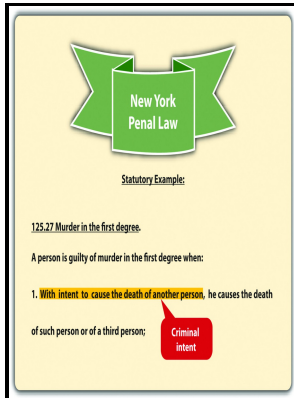 New York
Penal Law
Statutory Example:
125.27 Murder in the first degree.
A person is guilty of murder in the first degree when:
1. With intent to cause the death of another person, he causes the death
of such person or of a third person;
Criminal
intent